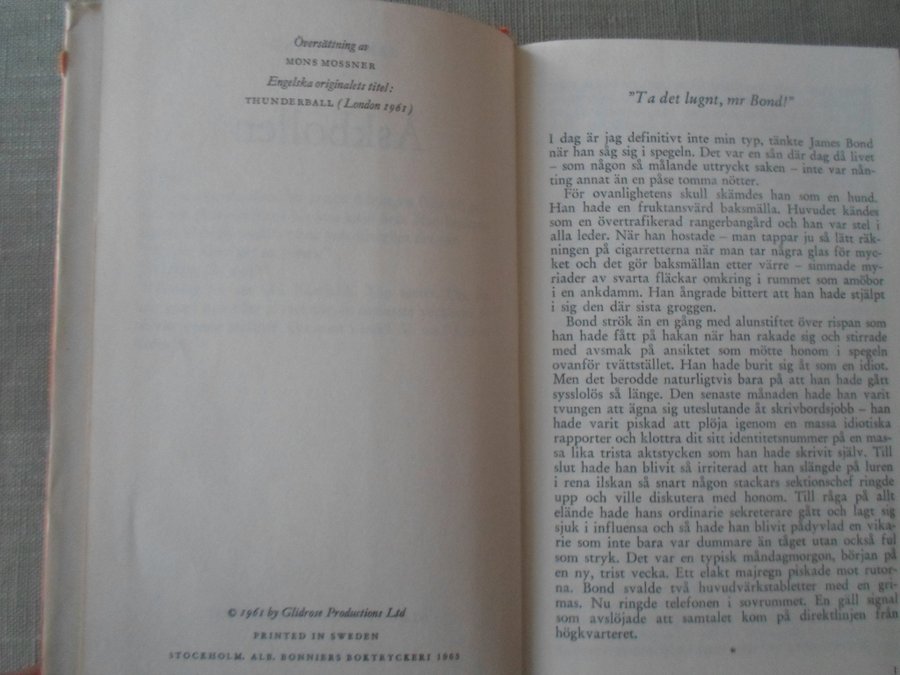 Översättning av
MONS MOSSNER
Engelska originalets titel:
THUNDERBALL (London 1961)
© 1961 by Glidrose Productions Ltd
PRINTED IN SWEDEN
STOCKHOLM. ALB. BONNIERS BOKTRYCKERI 1965
"Ta det lugnt, mr Bond!"
I dag är jag definitivt inte min typ, tänkte James Bond
när han såg sig i spegeln. Det var en sån där dag då livet
– som någon så målande uttryckt saken – inte var nån-
ting annat än en påse tomma nötter.
För ovanlighetens skull skämdes han som en hund.
Han hade en fruktansvärd baksmälla. Huvudet kändes
som en övertrafikerad rangerbangård och han var stel i
alla leder. När han hostade – man tappar ju så lätt räk-
ningen på cigarretterna när man tar några glas för myc-
ket och det gör baksmällan etter värre – simmade my-
riader av svarta fläckar omkring i rummet som amöbor
i en ankdamm. Han ångrade bittert att han hade stjälpt
i sig den där sista groggen.
Bond strök än en gång med alunstiftet över rispan som
han hade fått på hakan när han rakade sig och stirrade
med avsmak på ansiktet som mötte honom i spegeln
ovanför tvättstället. Han hade burit sig åt som en idiot.
Men det berodde naturligtvis bara på att han hade gått
sysslolös så länge. Den senaste månaden hade han varit
tvungen att ägna sig uteslutande åt skrivbordsjobb – han
hade varit piskad att plöja igenom en massa idiotiska
rapporter och klottra dit sitt identitetsnummer på en mas-
sa lika trista aktstycken som han hade skrivit själv. Till
slut hade han blivit så irriterad att han slängde på luren
i rena ilskan så snart någon stackars sektionschef ringde
upp och ville diskutera med honom. Till råga på allt
elände hade hans ordinarie sekreterare gått och lagt sig
sjuk i influensa och så hade han blivit pådyvlad en vika-
rie som inte bara var dummare än tåget utan också ful
som stryk. Det var en typisk måndagmorgon, början på
en ny, trist vecka. Ett elakt majregn piskade mot rutor-
na. Bond svalde två huvudvärkstabletter med en gri-
mas. Nu ringde telefonen i sovrummet. En gäll signal
som avslöjade att samtalet kom på direktlinjen från
högkvarteret.
*